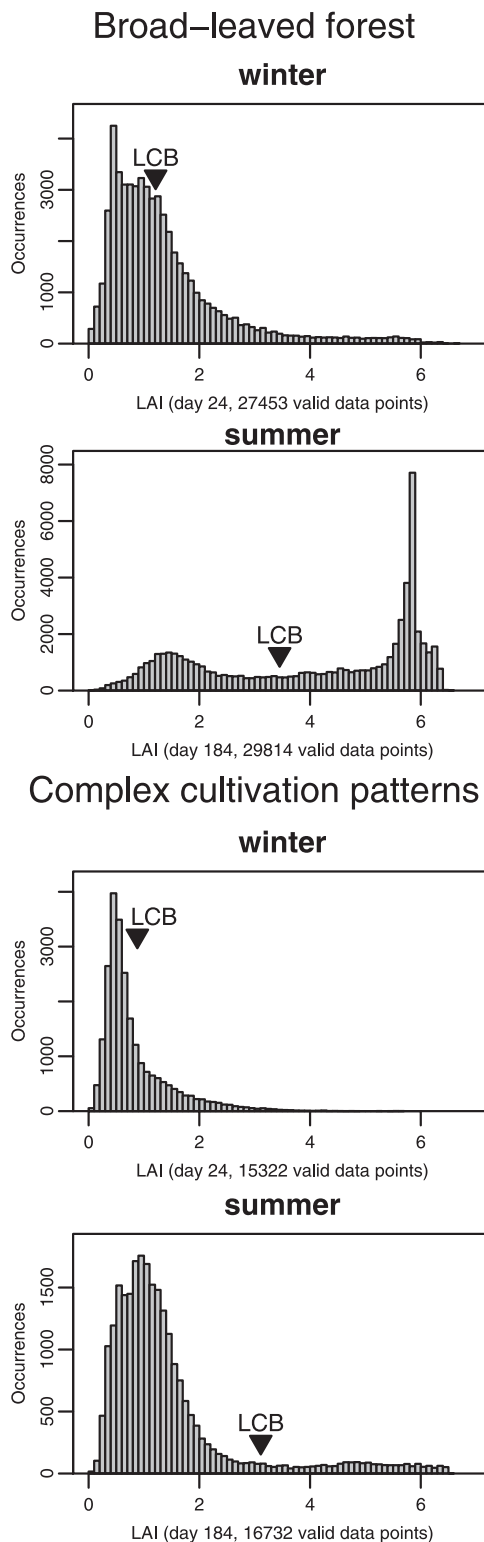 Broad–leaved forest
winter
Occurrences
0 1000 3000
LCB
0 2 4 6
LAI (day 24, 27453 valid data points)
summer
Occurrences
0 2000 4000 6000 8000
LCB
0 2 4 6
LAI (day 184, 29814 valid data points)
Complex cultivation patterns
winter
Occurrences
0 1000 3000
LCB
0 2 4 6
LAI (day 24, 15322 valid data points)
summer
Occurrences
0 500 1000 1500
LCB
0 2 4 6
LAI (day 184, 16732 valid data points)